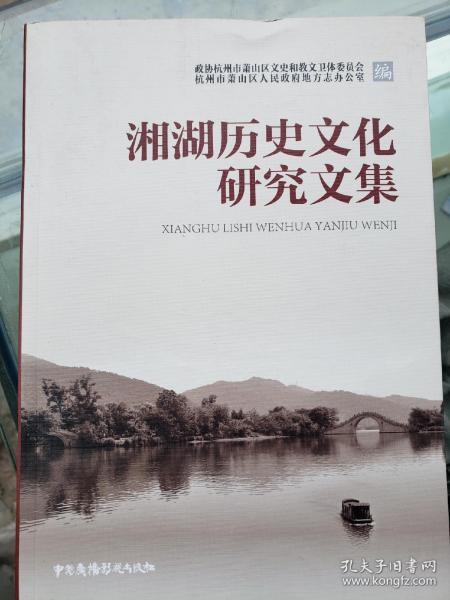 政协杭州市萧山区文史和教文卫体委员会
杭州市萧山区人民政府地方志办公室
编
湘湖历史文化
研究文集
XIANGHU LISHI WENHUA YANJIU WENJI
中国广播影视出版社
孔夫子旧书网
www.kongfz.com